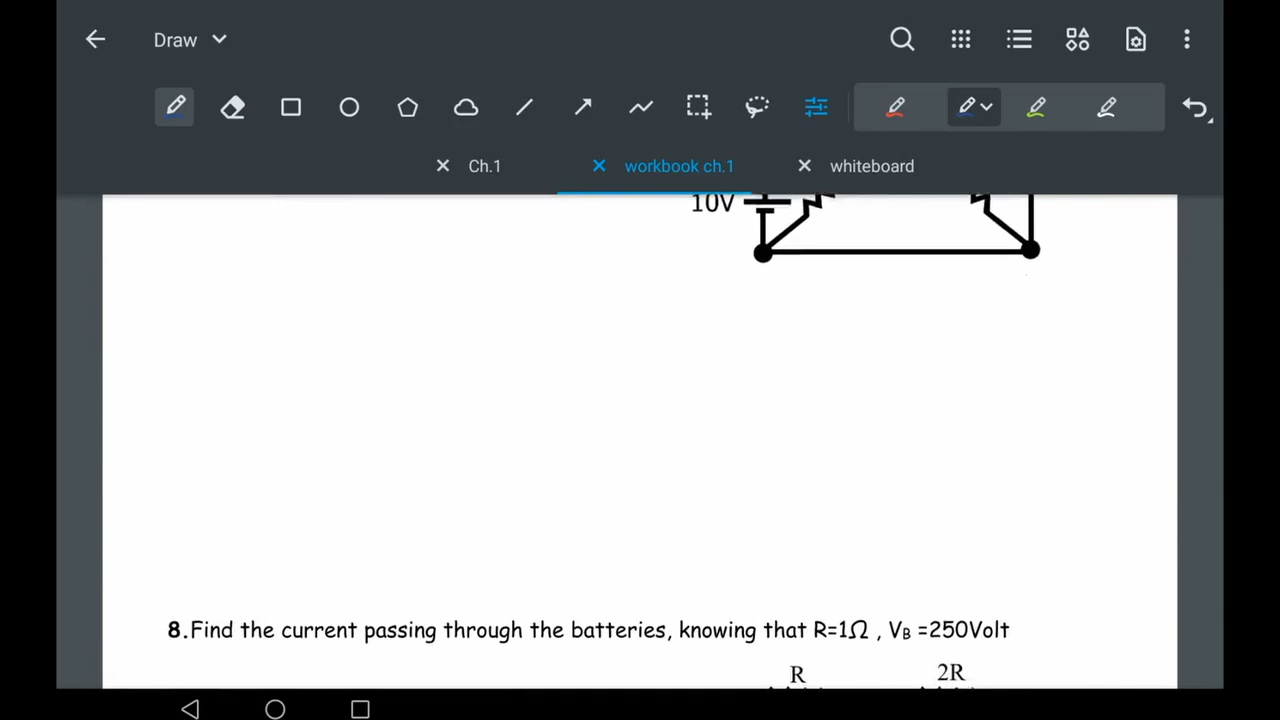 Draw
Ch.1
workbook ch.1
whiteboard
10V
8.Find the current passing through the batteries, knowing that R=1Ω , VB =250Volt
R
2R